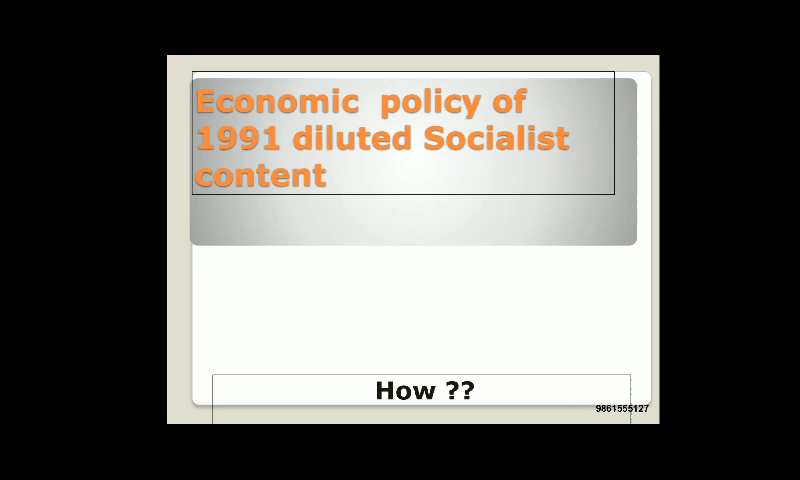 Economic  policy of
1991 diluted Socialist
content
How ??
9861555127